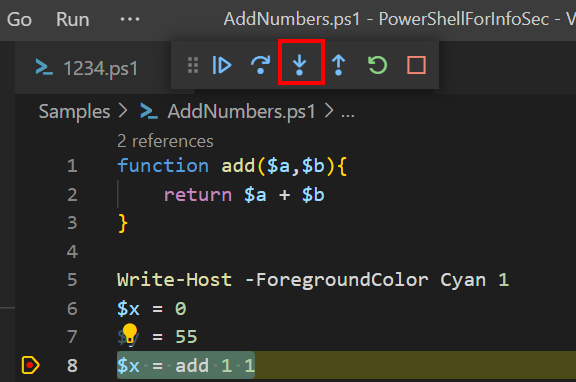 Go Run ... AddNumbers.ps1 - PowerShellForInfoSec - V
1234.ps1
Samples > AddNumbers.ps1 > ...
2 references
1 function add($a,$b){
2 return $a + $b
3 }
4
5 Write-Host -ForegroundColor Cyan 1
6 $x = 0
7 = 55
8 $x = add 1 1